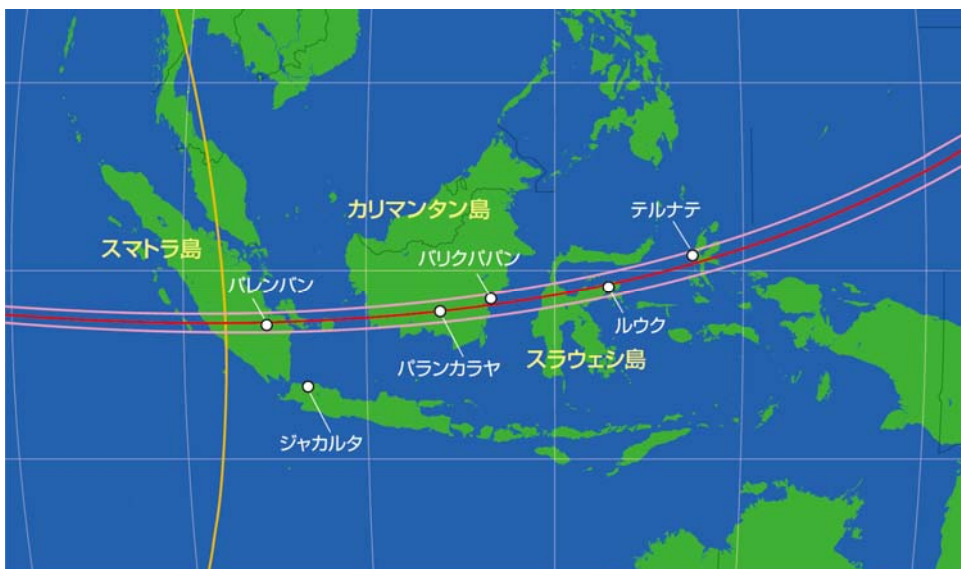 カリマンタン島
テルナテ
スマトラ島
バリクパパン
パレンバン
ルウク
パランカラヤ
スラウェシ島
ジャカルタ